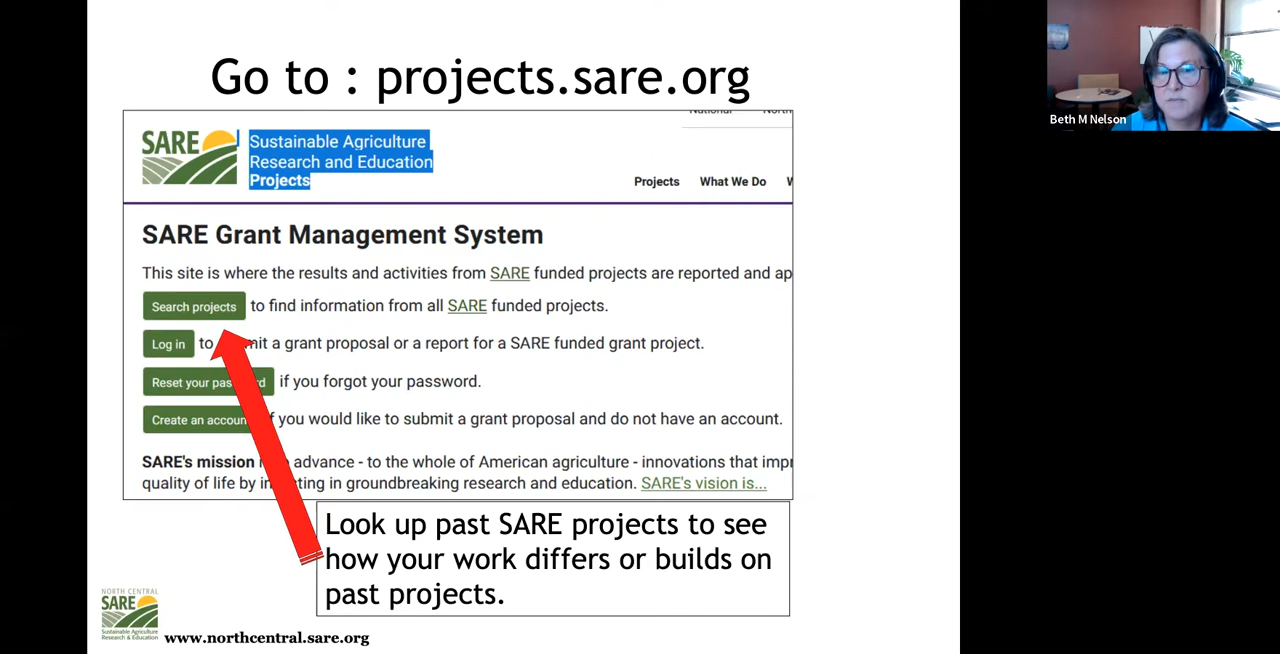 Go to : projects.sare.org
SARE
Sustainable Agriculture
Research and Education
Projects
Projects What We Do
SARE Grant Management System
This site is where the results and activities from SARE funded projects are reported and ap
Search projects to find information from all SARE funded projects.
Log in to mit a grant proposal or a report for a SARE funded grant project.
Reset your pas d if you forgot your password.
Create an accoun f you would like to submit a grant proposal and do not have an account.
SARE's mission advance - to the whole of American agriculture - innovations that impr
quality of life by in ting in groundbreaking research and education. SARE's vision is...
Look up past SARE projects to see
how your work differs or builds on
past projects.
NORTH CENTRAL
SARE
Sustainable Agriculture
Research & Education
www.northcentral.sare.org
Beth M Nelson